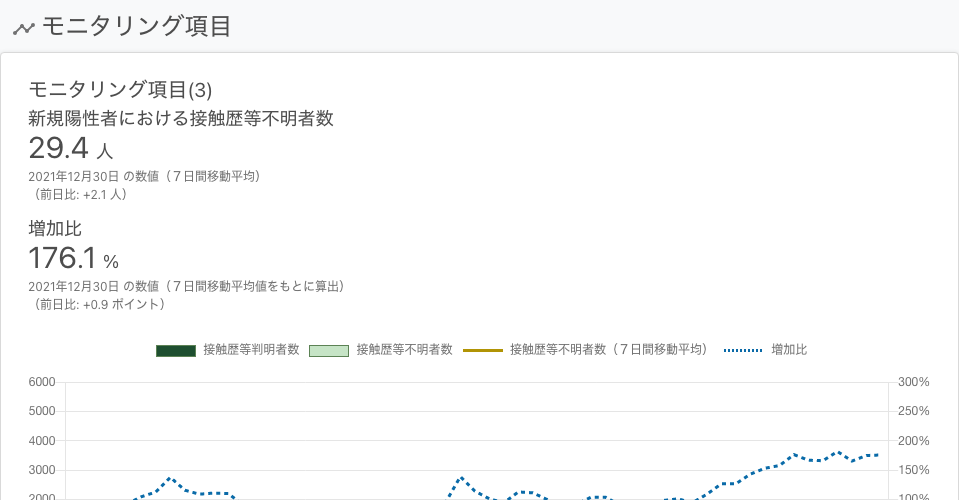 モニタリング項目
モニタリング項目(3)
新規陽性者における接触歴等不明者数
29.4 人
2021年12月30日 の数値（７日間移動平均）
（前日比: +2.1 人）
増加比
176.1 %
2021年12月30日 の数値（７日間移動平均値をもとに算出）
（前日比: +0.9 ポイント）
接触歴等判明者数 接触歴等不明者数 接触歴等不明者数（７日間移動平均） 増加比
6000 300%
5000 250%
4000 200%
3000 150%
2000 100%